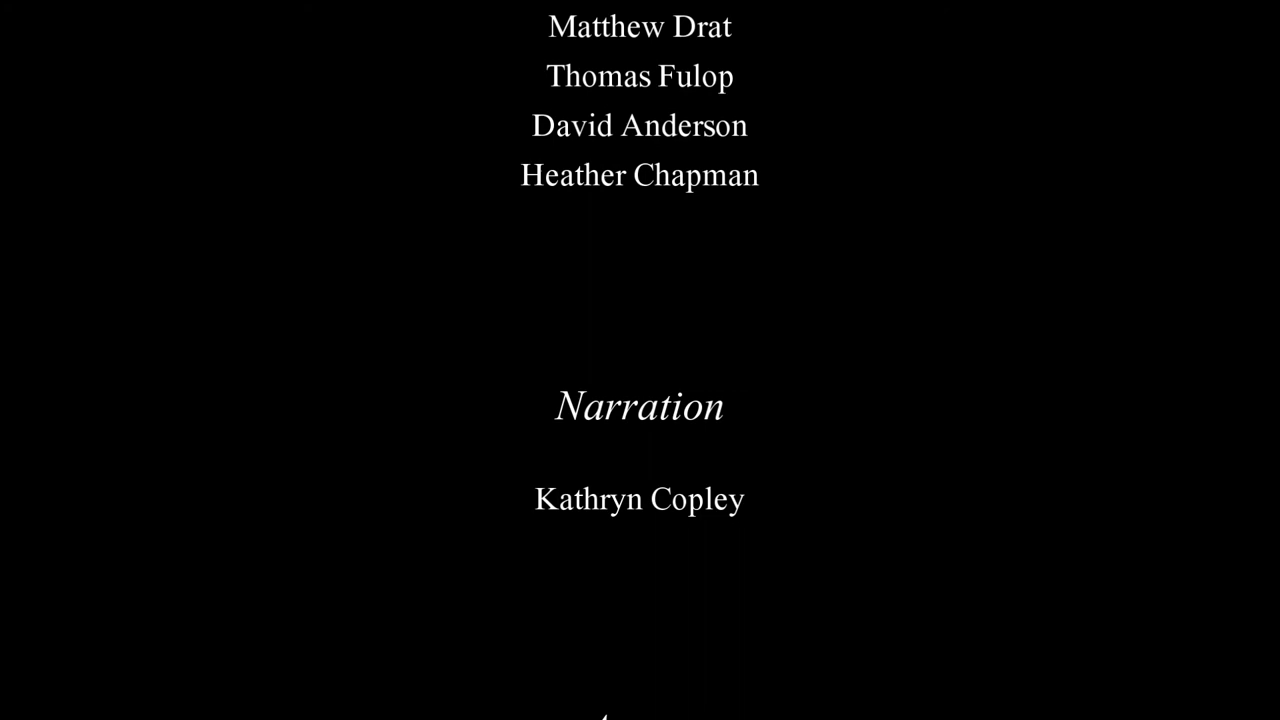 Matthew Drat
Thomas Fulop
David Anderson
Heather Chapman
Narration
Kathryn Copley